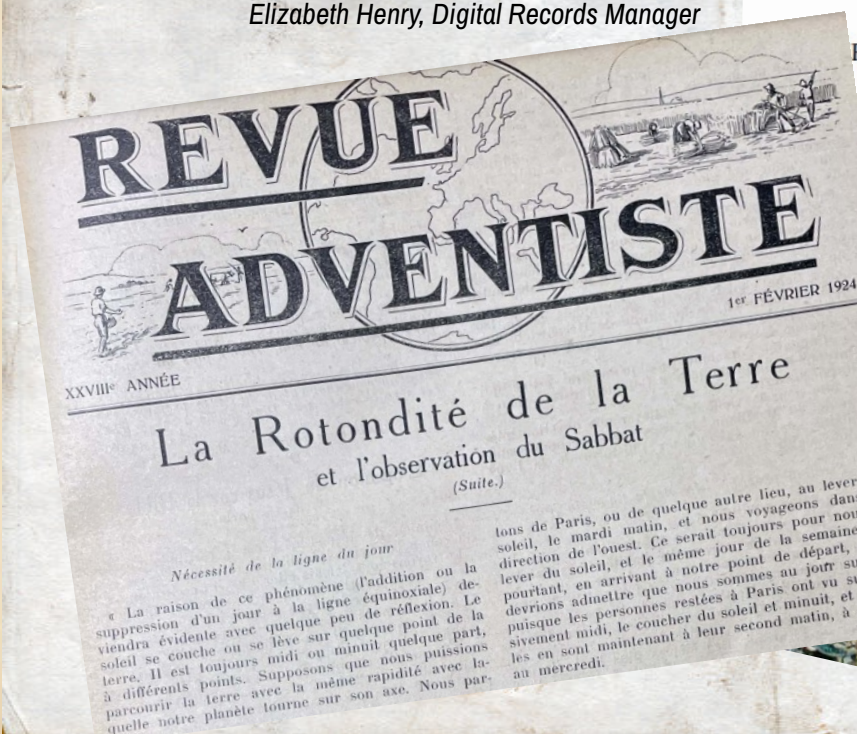 Elizabeth Henry, Digital Records Manager
REVUE
ADVENTISTE
XXVIIIe ANNÉE
1er FÉVRIER 1924
La Rotondité de la Terre
et l'observation du Sabbat
(Suite.)
Nécessité de la ligne du jour
« La raison de ce phénomène (l'addition ou la
suppression d'un jour à la ligne équinoxiale) de-
viendra évidente avec quelque peu de réflexion. Le
soleil se couche ou se lève sur quelque point de la
terre. Il est toujours midi ou minuit quelque part,
à différents points. Supposons que nous puissions
parcourir la terre avec la même rapidité avec la-
quelle notre planète tourne sur son axe. Nous par-
tons de Paris, ou de quelque autre lieu, au lever
soleil, le mardi matin, et nous voyageons dans
direction de l'ouest. Ce serait toujours pour nou
lever du soleil, et le même jour de la semaine
pourtant, en arrivant à notre point de départ,
devrions admettre que nous sommes au jour su
puisque les personnes restées à Paris ont vu su
sivement midi, le coucher du soleil et minuit, et
les en sont maintenant à leur second matin, à
au mercredi.